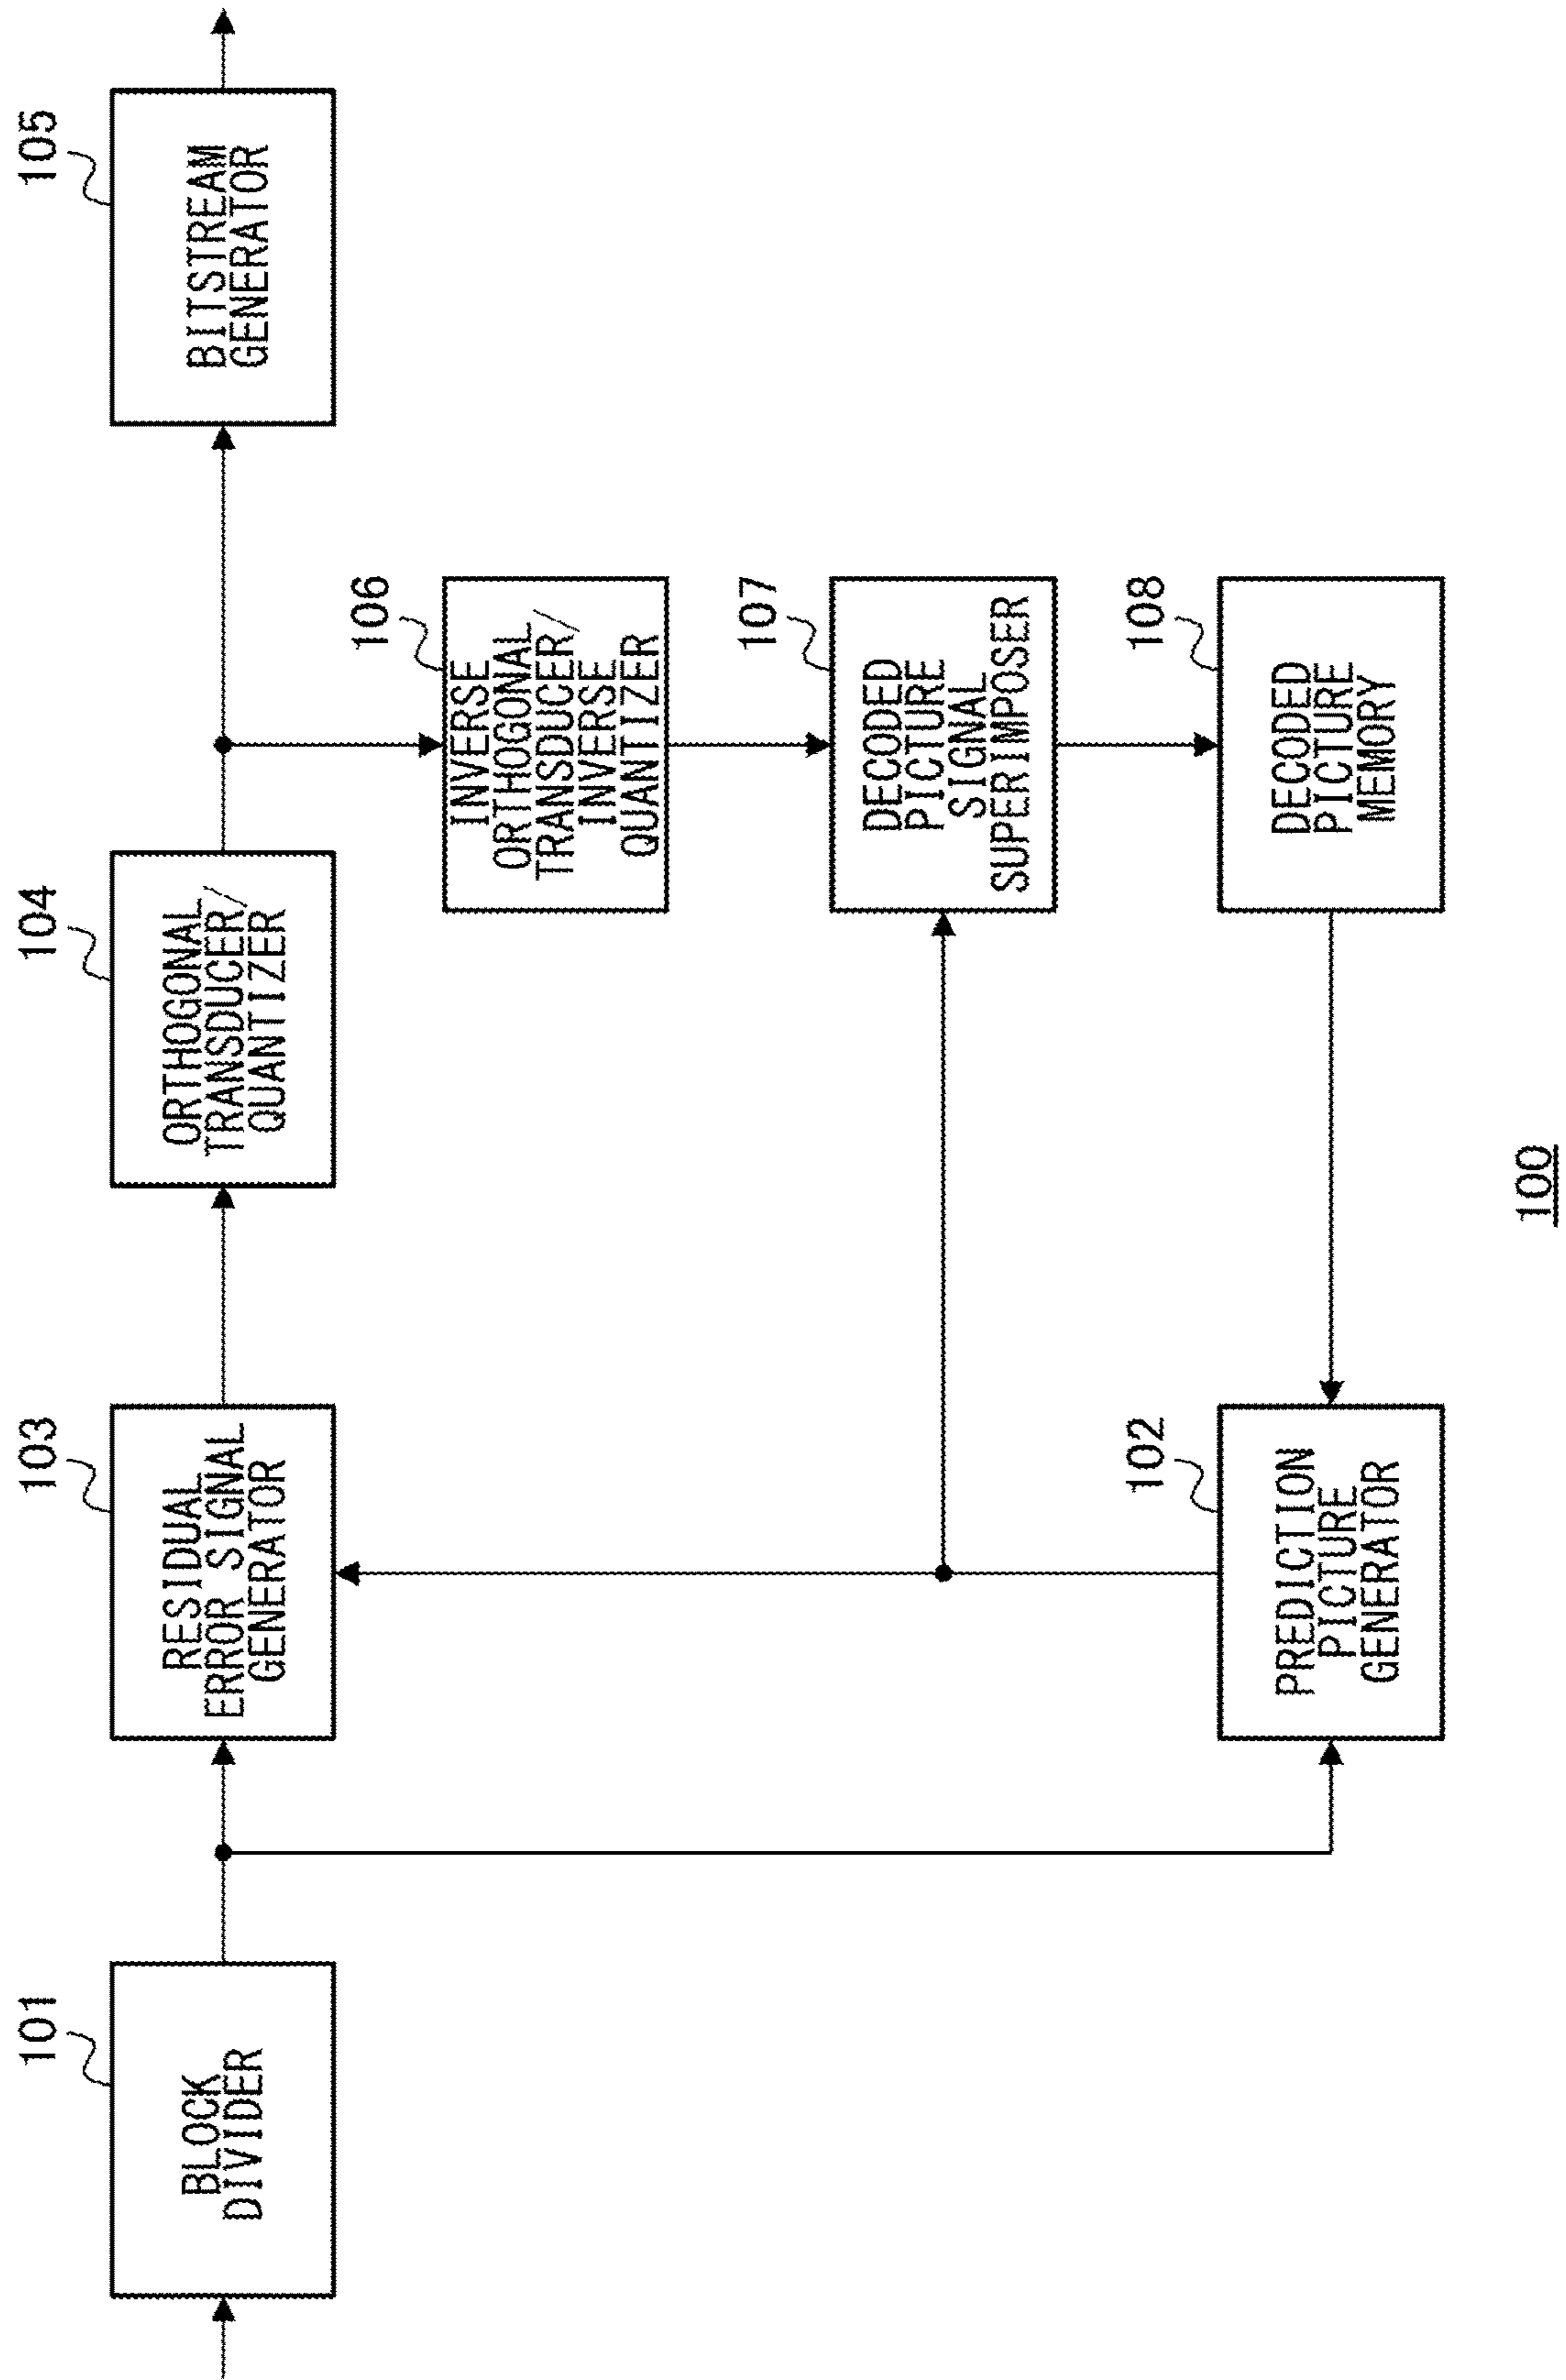 101
BLOCK
DIVIDER
103
RESIDUAL
ERROR SIGNAL
GENERATOR
104
ORTHOGONAL
TRANSDUCER/
QUANTIZER
105
BITSTREAM
GENERATOR
106
INVERSE
ORTHOGONAL
TRANSDUCER/
INVERSE
QUANTIZER
107
DECODED
PICTURE
SIGNAL
SUPERIMPOSER
102
PREDICTION
PICTURE
GENERATOR
108
DECODED
PICTURE
MEMORY
100